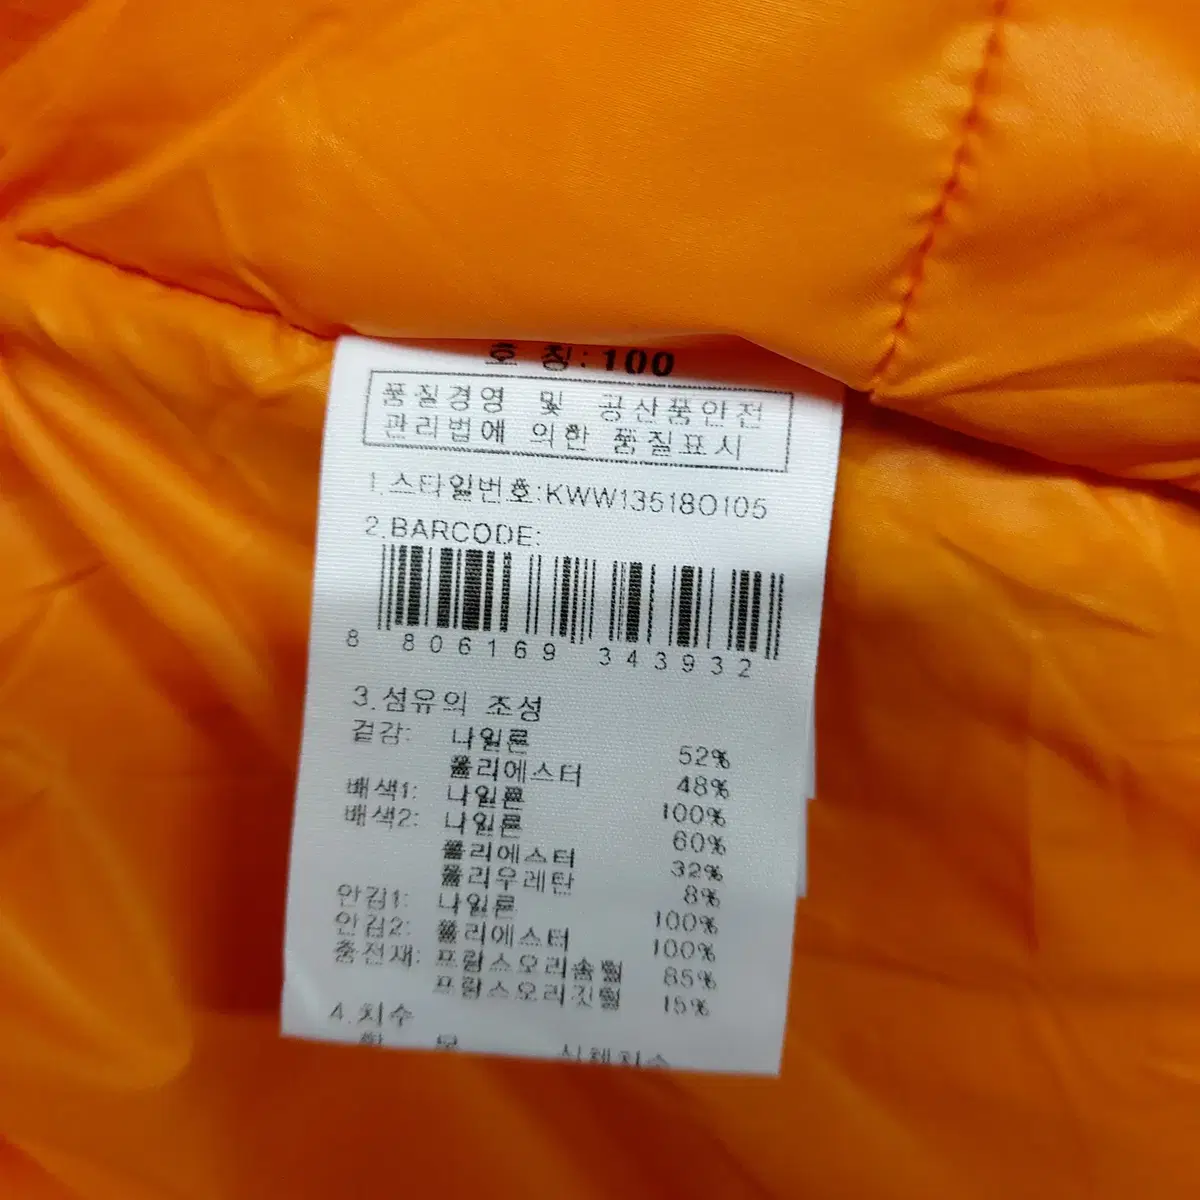 호 칭:100
품질경영 및 공산품안전
관리법에 의한 품질표시
1.스타일번호:KWW13518O105
2.BARCODE:
8 806169 343932
3.섬유의 조성
겉감: 나일론 52%
폴리에스터 48%
배색1: 나일론 100%
배색2: 나일론 60%
폴리에스터 32%
폴리우레탄 8%
안감1: 나일론 100%
안감2: 폴리에스터 100%
충전재: 프랑스오리솜털 85%
프랑스오리깃털 15%
4.치수
항 목 신체치수